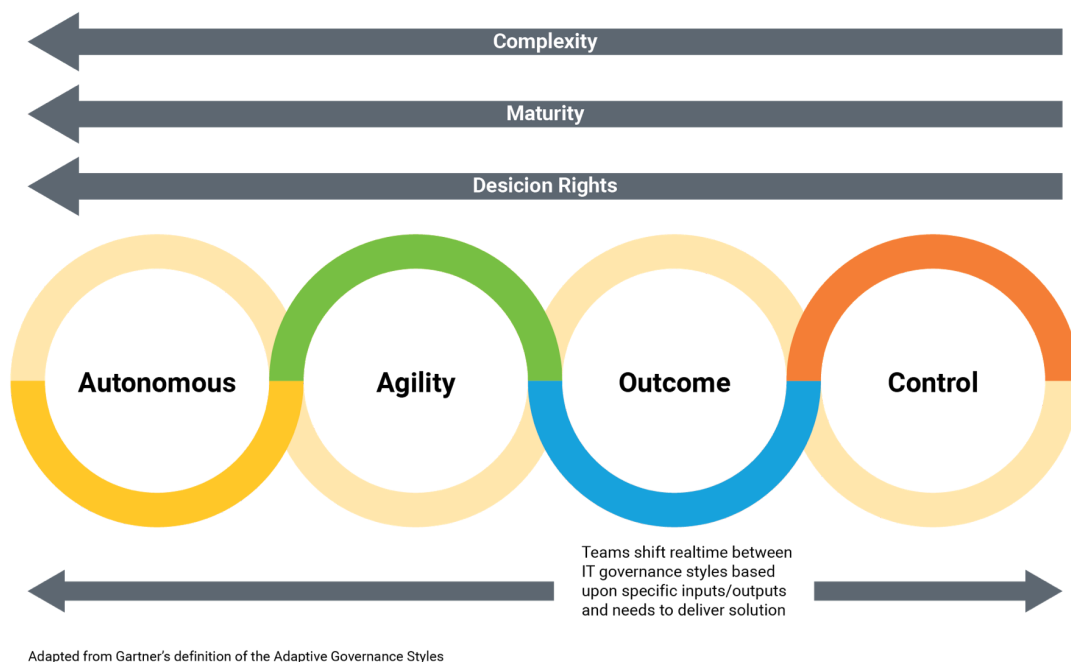 Complexity
Maturity
Desicion Rights
Autonomous
Agility
Outcome
Control
Teams shift realtime between
IT governance styles based
upon specific inputs/outputs
and needs to deliver solution
Adapted from Gartner’s definition of the Adaptive Governance Styles